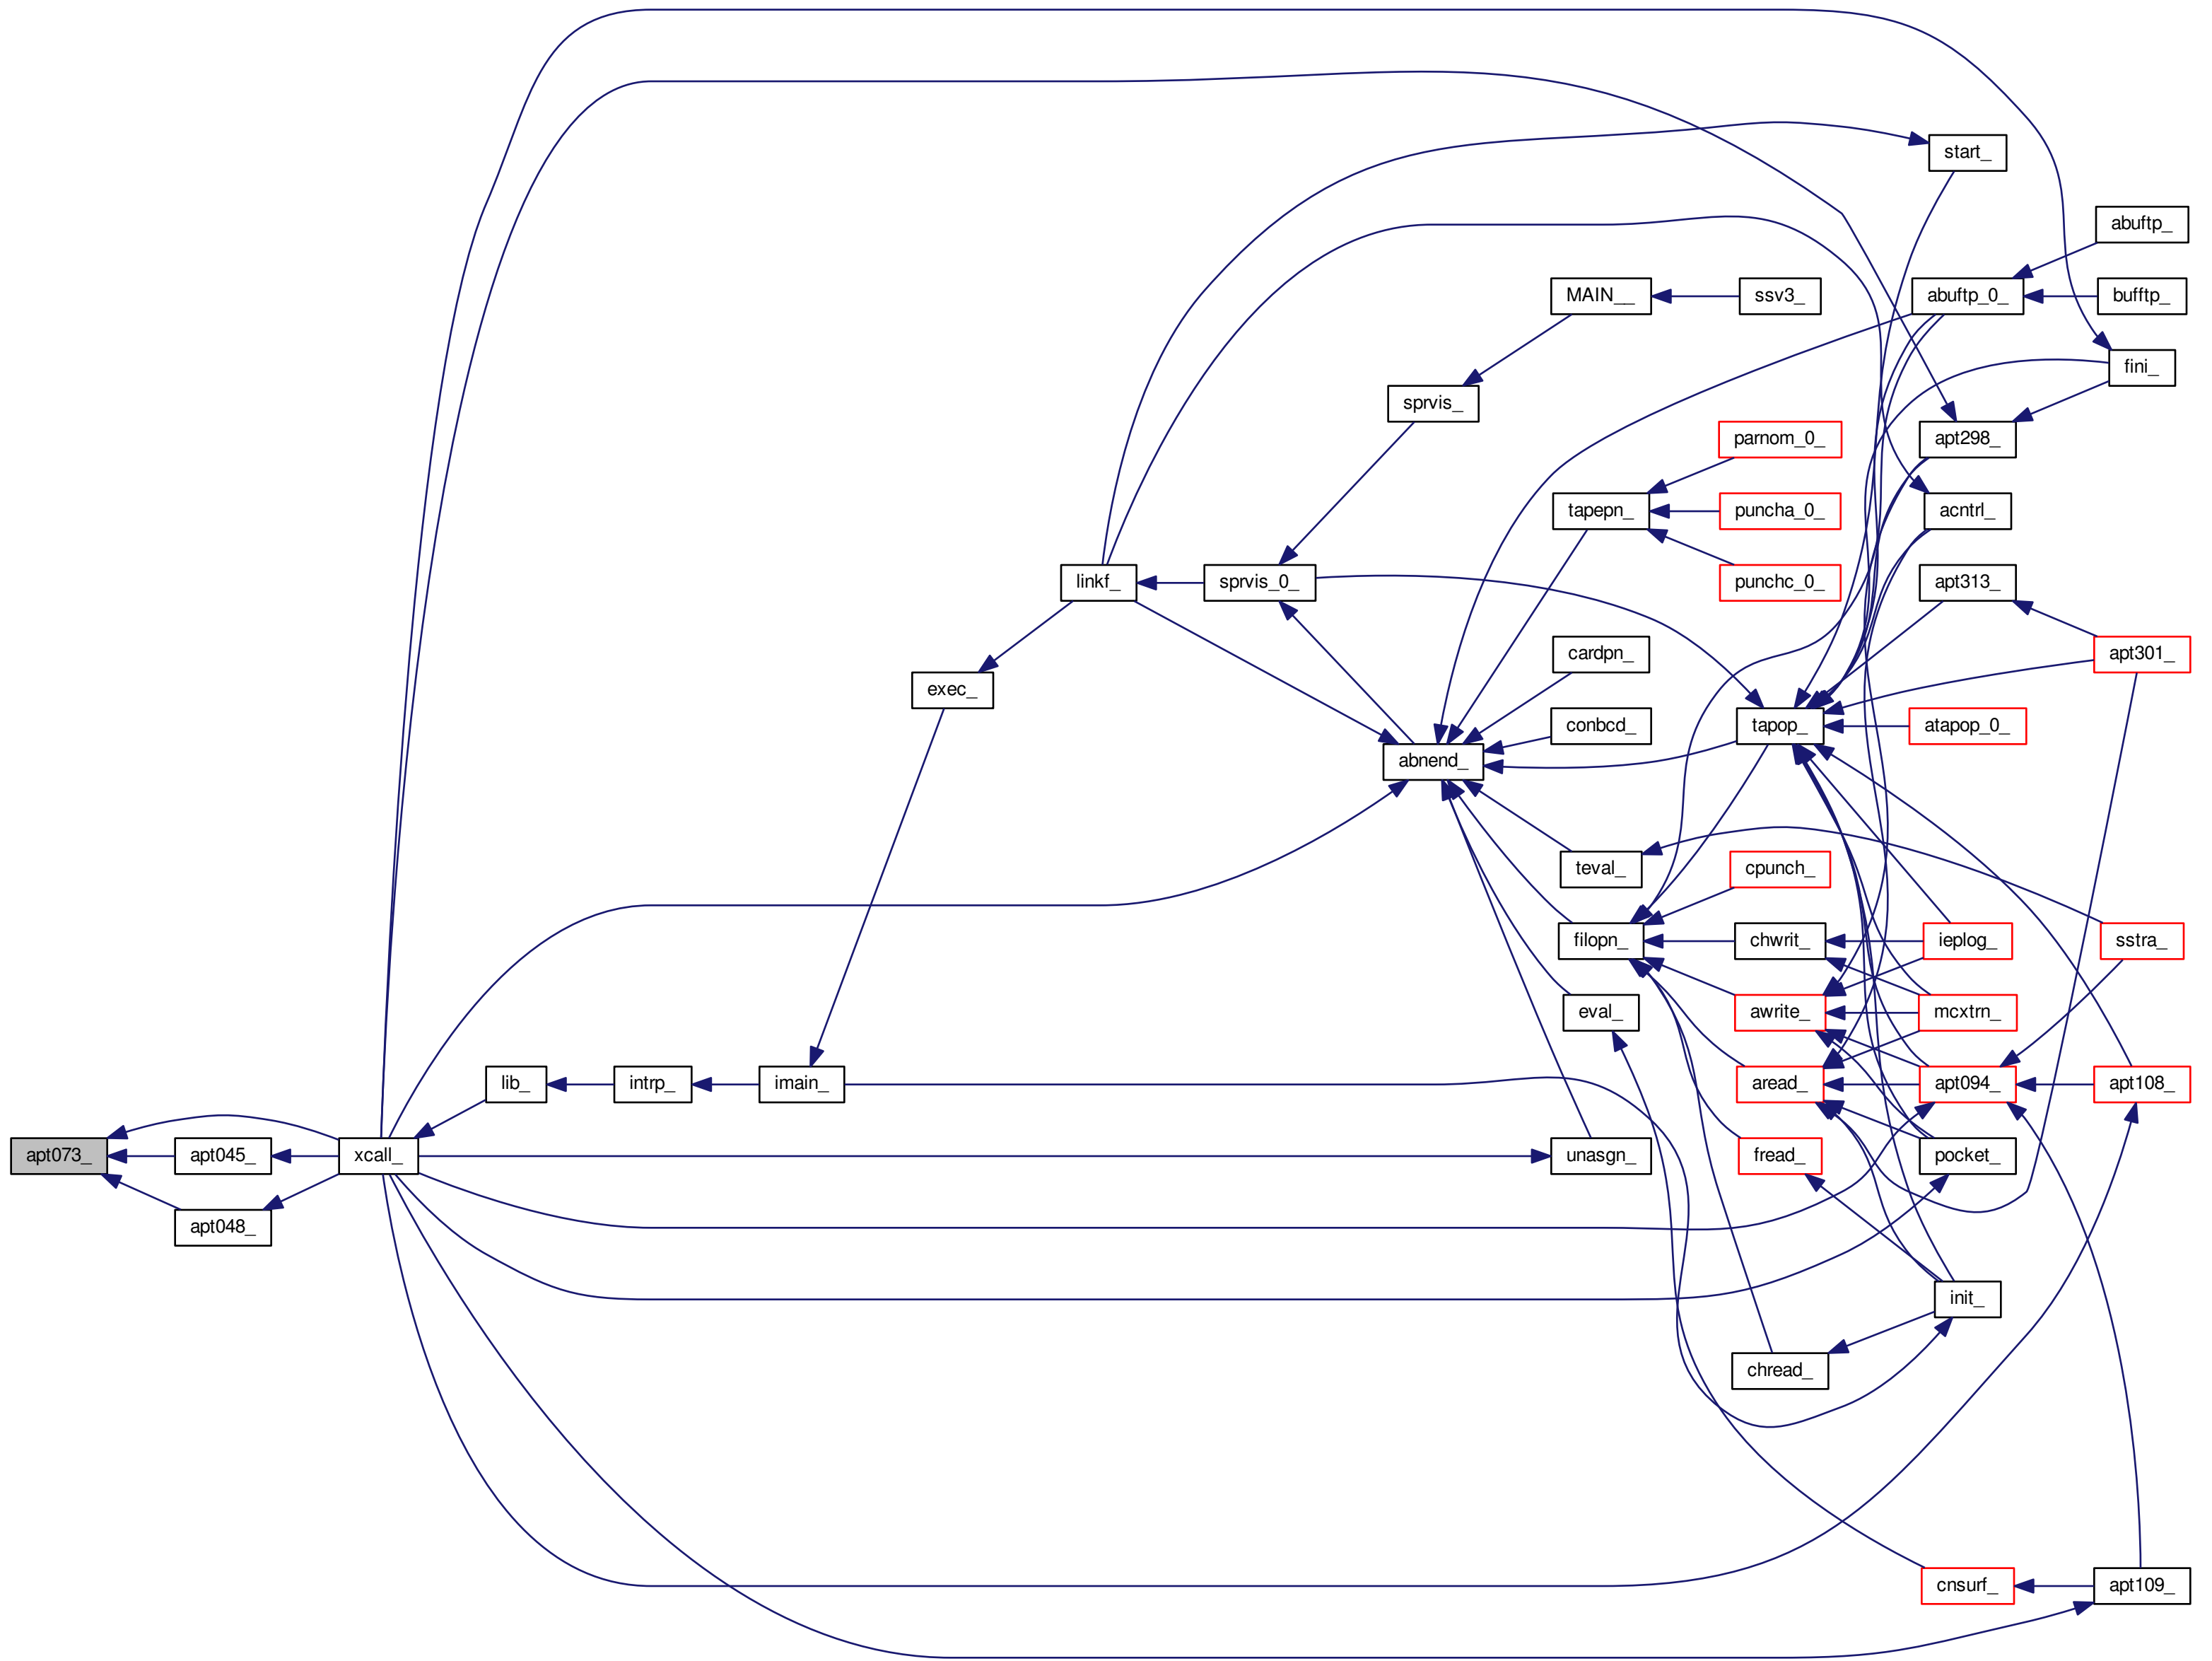 start_
abuftp_
MAIN__
ssv3_
abuftp_0_
bufftp_
fini_
sprvis_
parnom_0_
apt298_
tapepn_
puncha_0_
acntrl_
linkf_
sprvis_0_
punchc_0_
apt313_
cardpn_
apt301_
exec_
conbcd_
tapop_
atapop_0_
abnend_
teval_
cpunch_
filopn_
chwrit_
ieplog_
sstra_
eval_
awrite_
mcxtrn_
lib_
intrp_
imain_
aread_
apt094_
apt108_
apt073_
apt045_
xcall_
unasgn_
fread_
pocket_
apt048_
init_
chread_
cnsurf_
apt109_